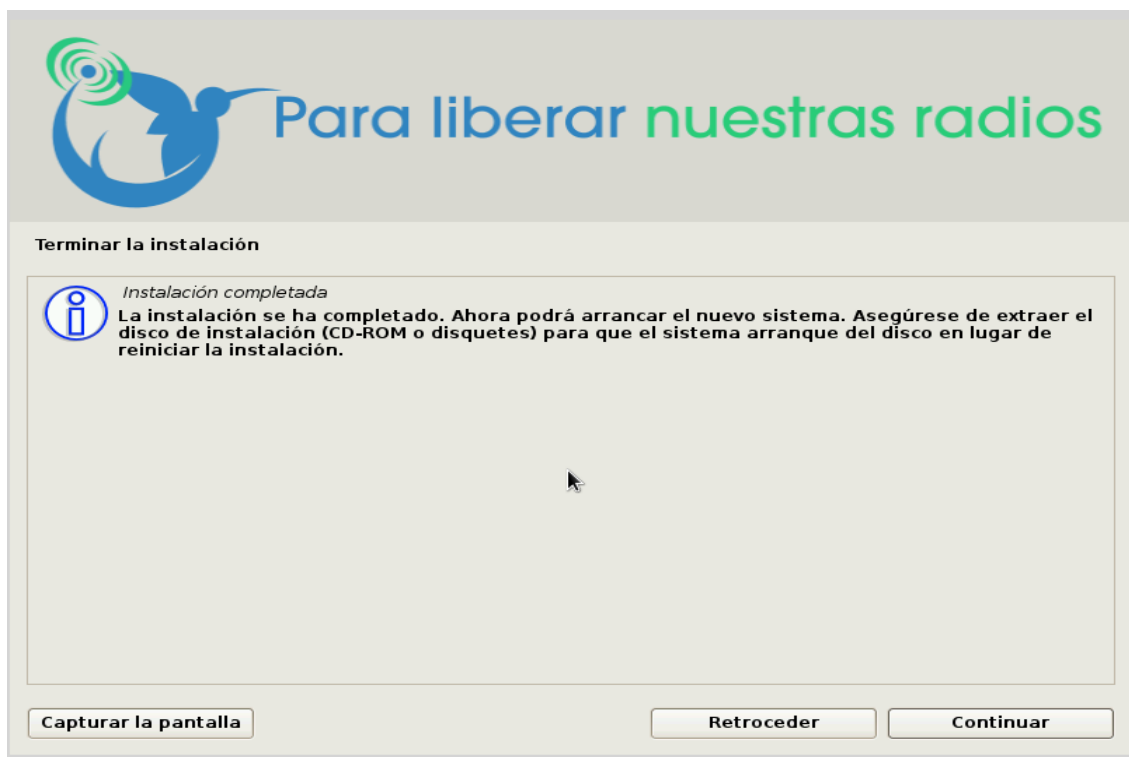 Para liberar nuestras radios
Terminar la instalación
Instalación completada
La instalación se ha completado. Ahora podrá arrancar el nuevo sistema. Asegúrese de extraer el
disco de instalación (CD-ROM o disquetes) para que el sistema arranque del disco en lugar de
reiniciar la instalación.
Capturar la pantalla
Retroceder
Continuar